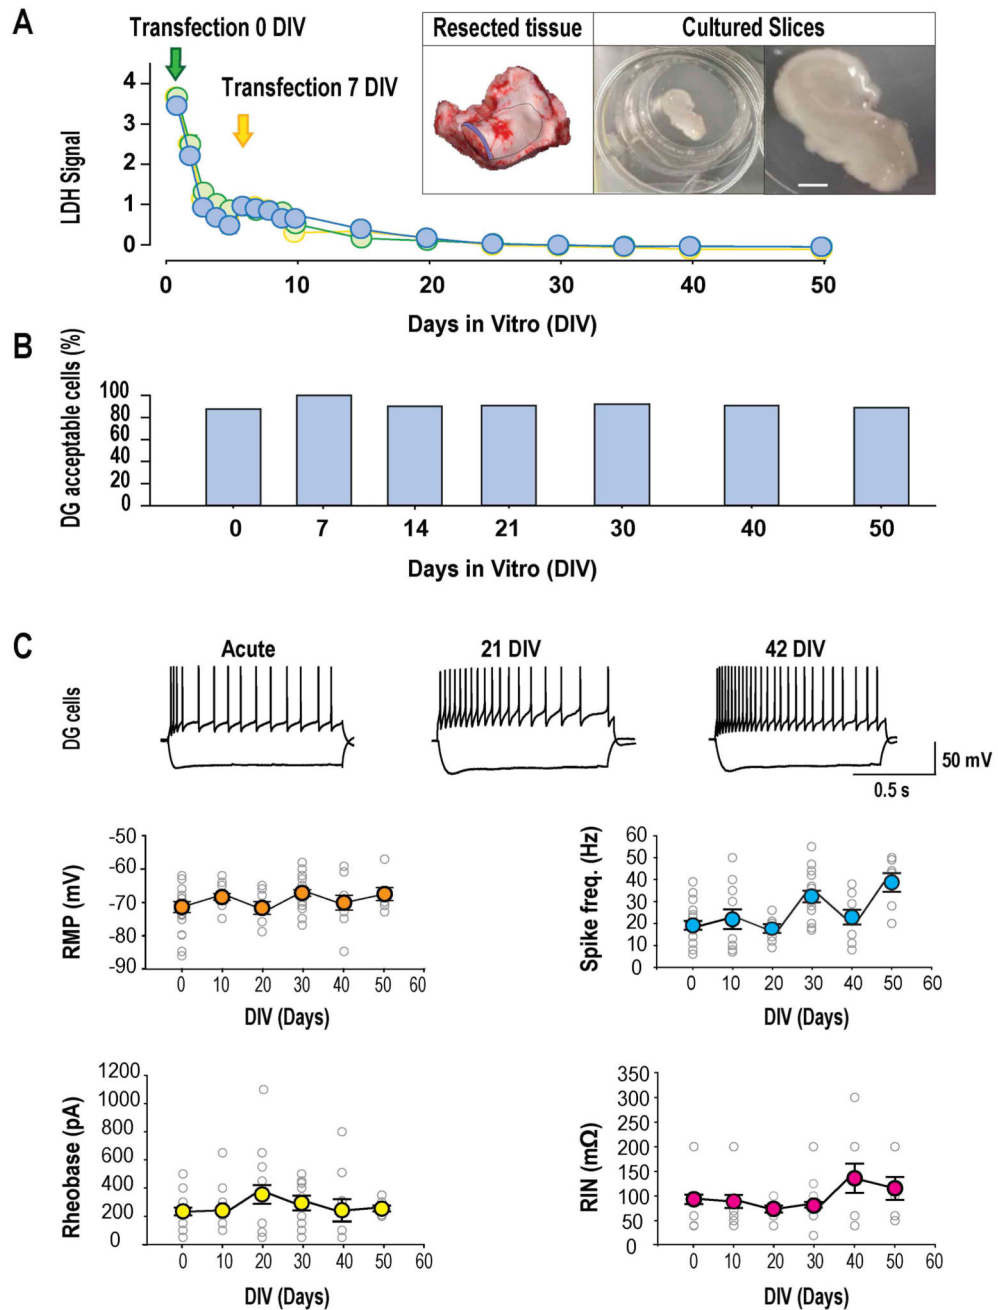 A
Transfection 0 DIV
Transfection 7 DIV
Resected tissue
Cultured Slices
LDH Signal
4
3
2
1
0
0 10 20 30 40 50
Days in Vitro (DIV)
B
DG acceptable cells (%)
100
80
60
40
20
0
0 7 14 21 30 40 50
Days in Vitro (DIV)
C
Acute
21 DIV
42 DIV
DG cells
50 mV
0.5 s
RMP (mV)
-50
-60
-70
-80
-90
0 10 20 30 40 50 60
DIV (Days)
Spike freq. (Hz)
60
50
40
30
20
10
0
0 10 20 30 40 50 60
DIV (Days)
Rheobase (pA)
1200
1000
800
600
400
200
0
0 10 20 30 40 50 60
DIV (Days)
RIN (mΩ)
350
300
250
200
150
100
50
0
0 10 20 30 40 50 60
DIV (Days)